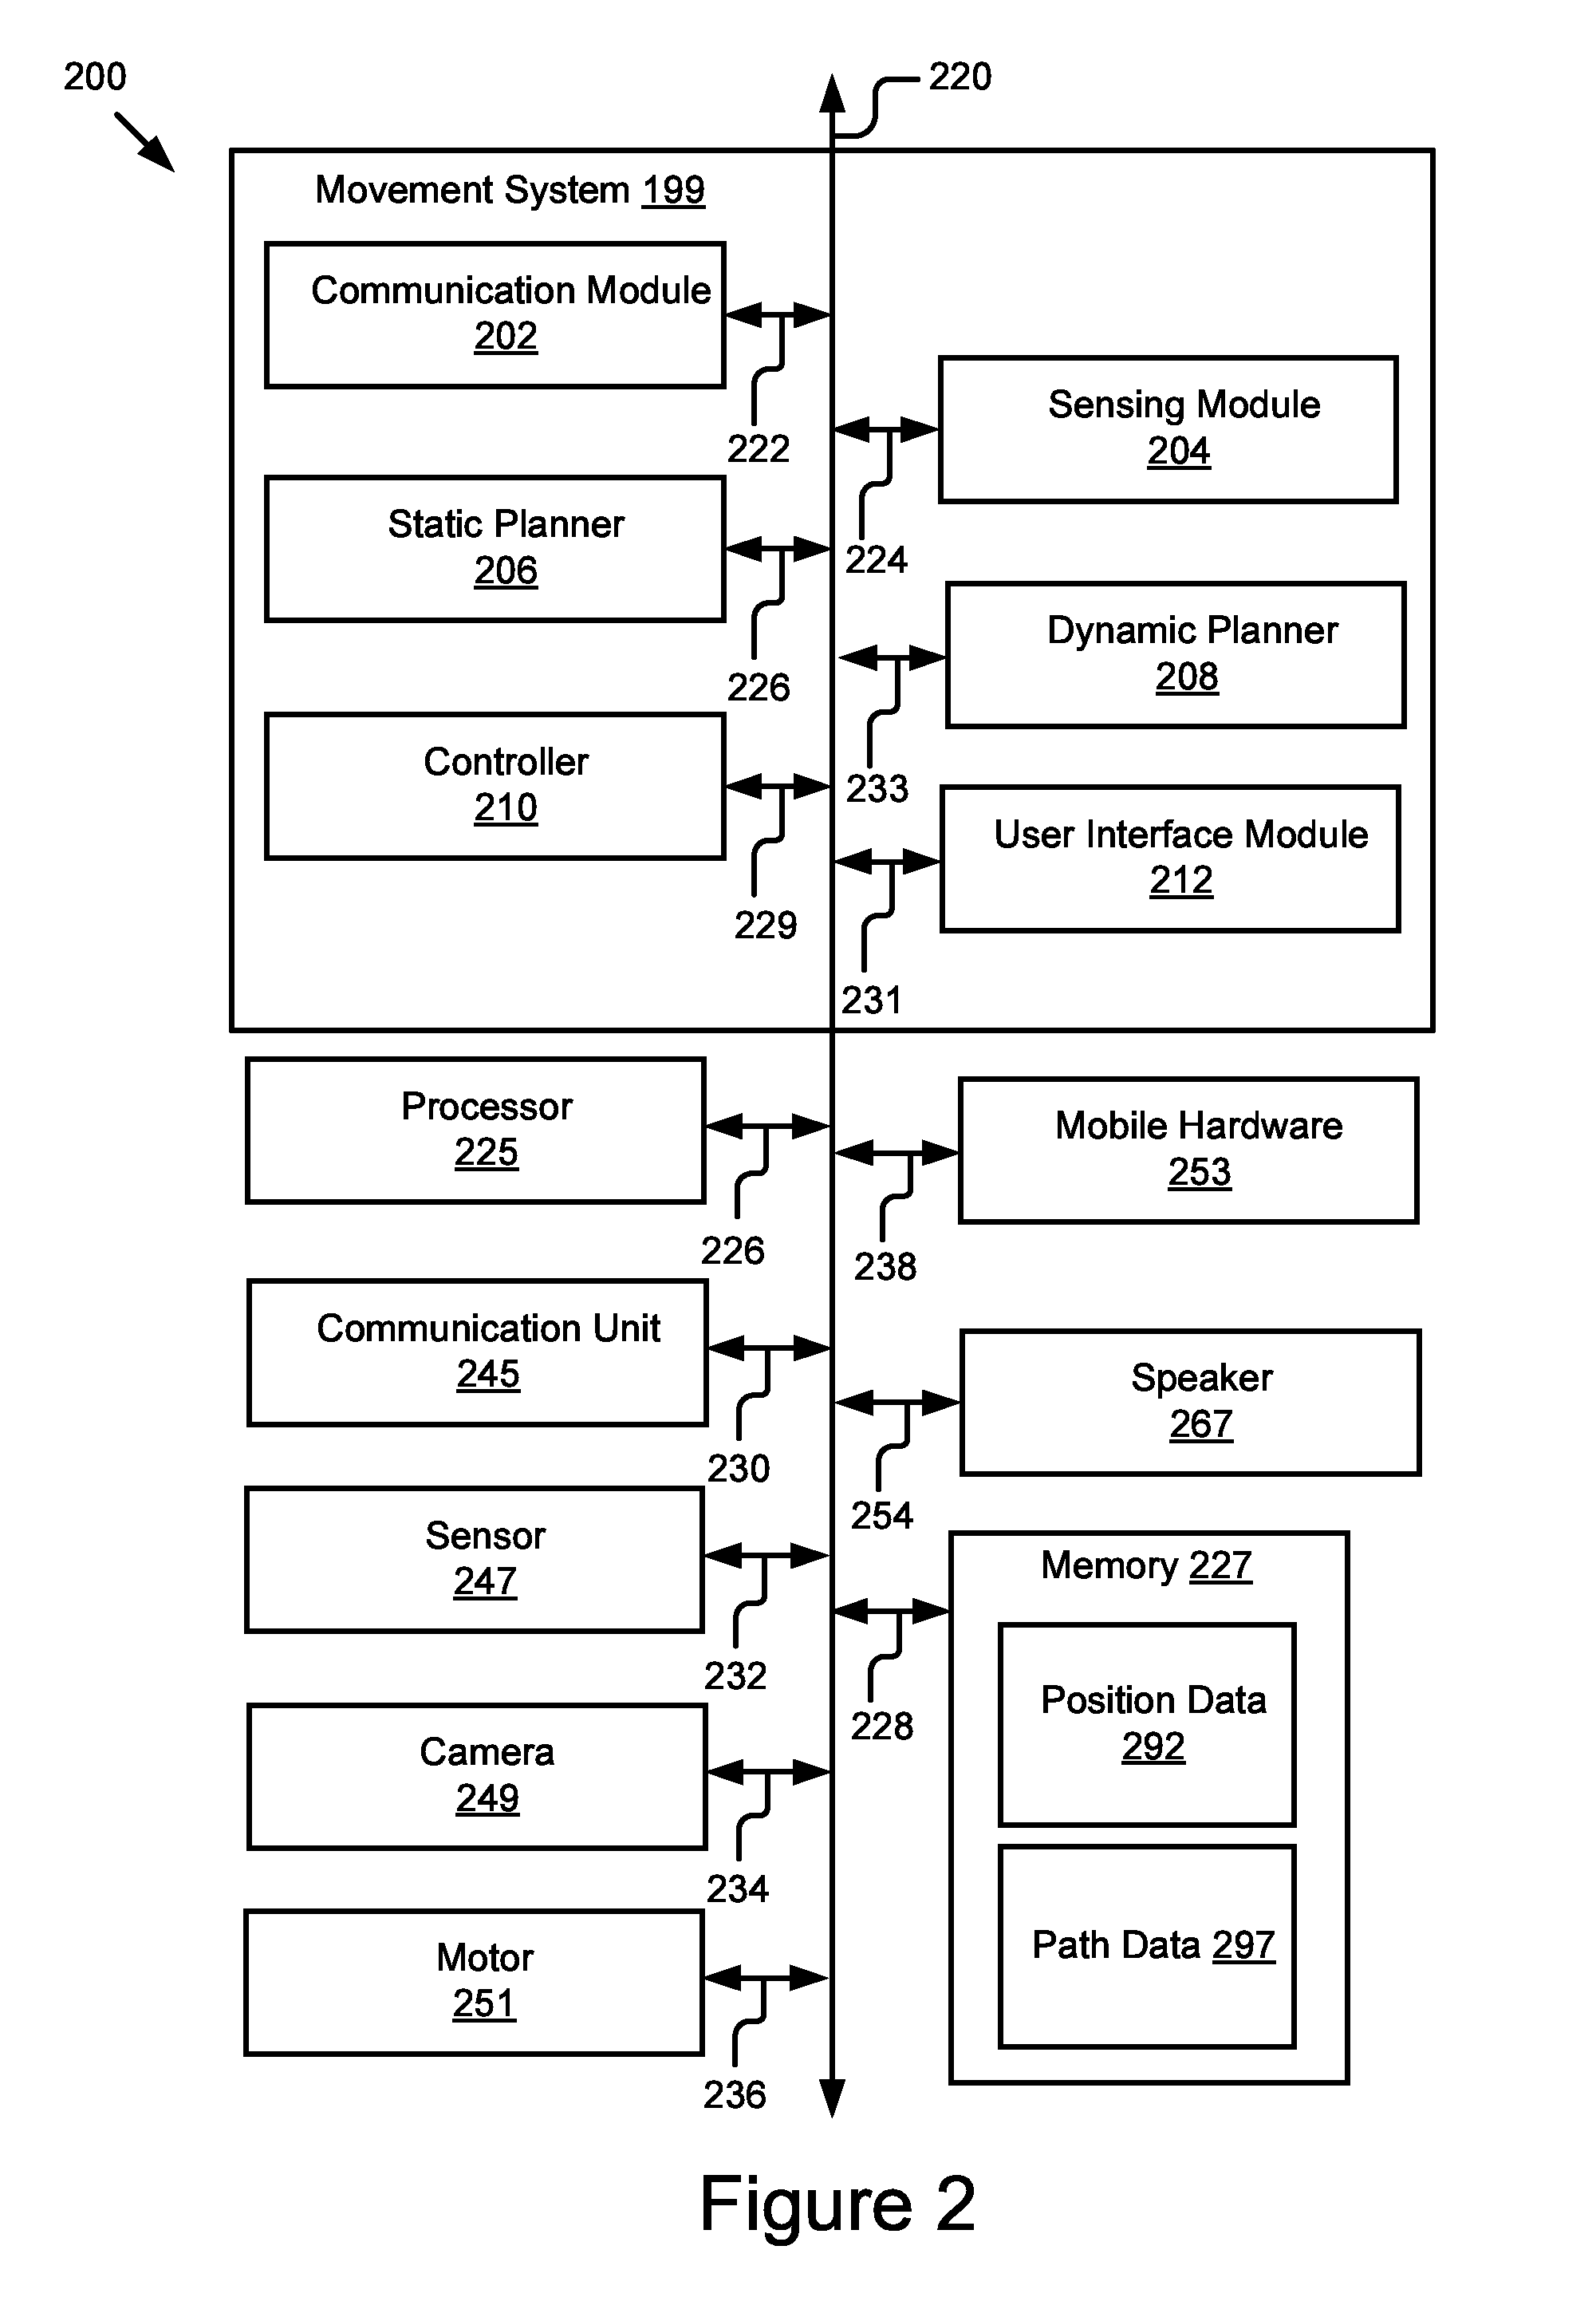 200
220
Movement System 199
Communication Module
202
222
Sensing Module
204
224
Static Planner
206
226
Dynamic Planner
208
233
Controller
210
229
User Interface Module
212
231
Processor
225
226
Mobile Hardware
253
238
Communication Unit
245
230
Speaker
267
254
Sensor
247
232
Memory 227
228
Position Data
292
Camera
249
234
Path Data 297
Motor
251
236
Figure 2